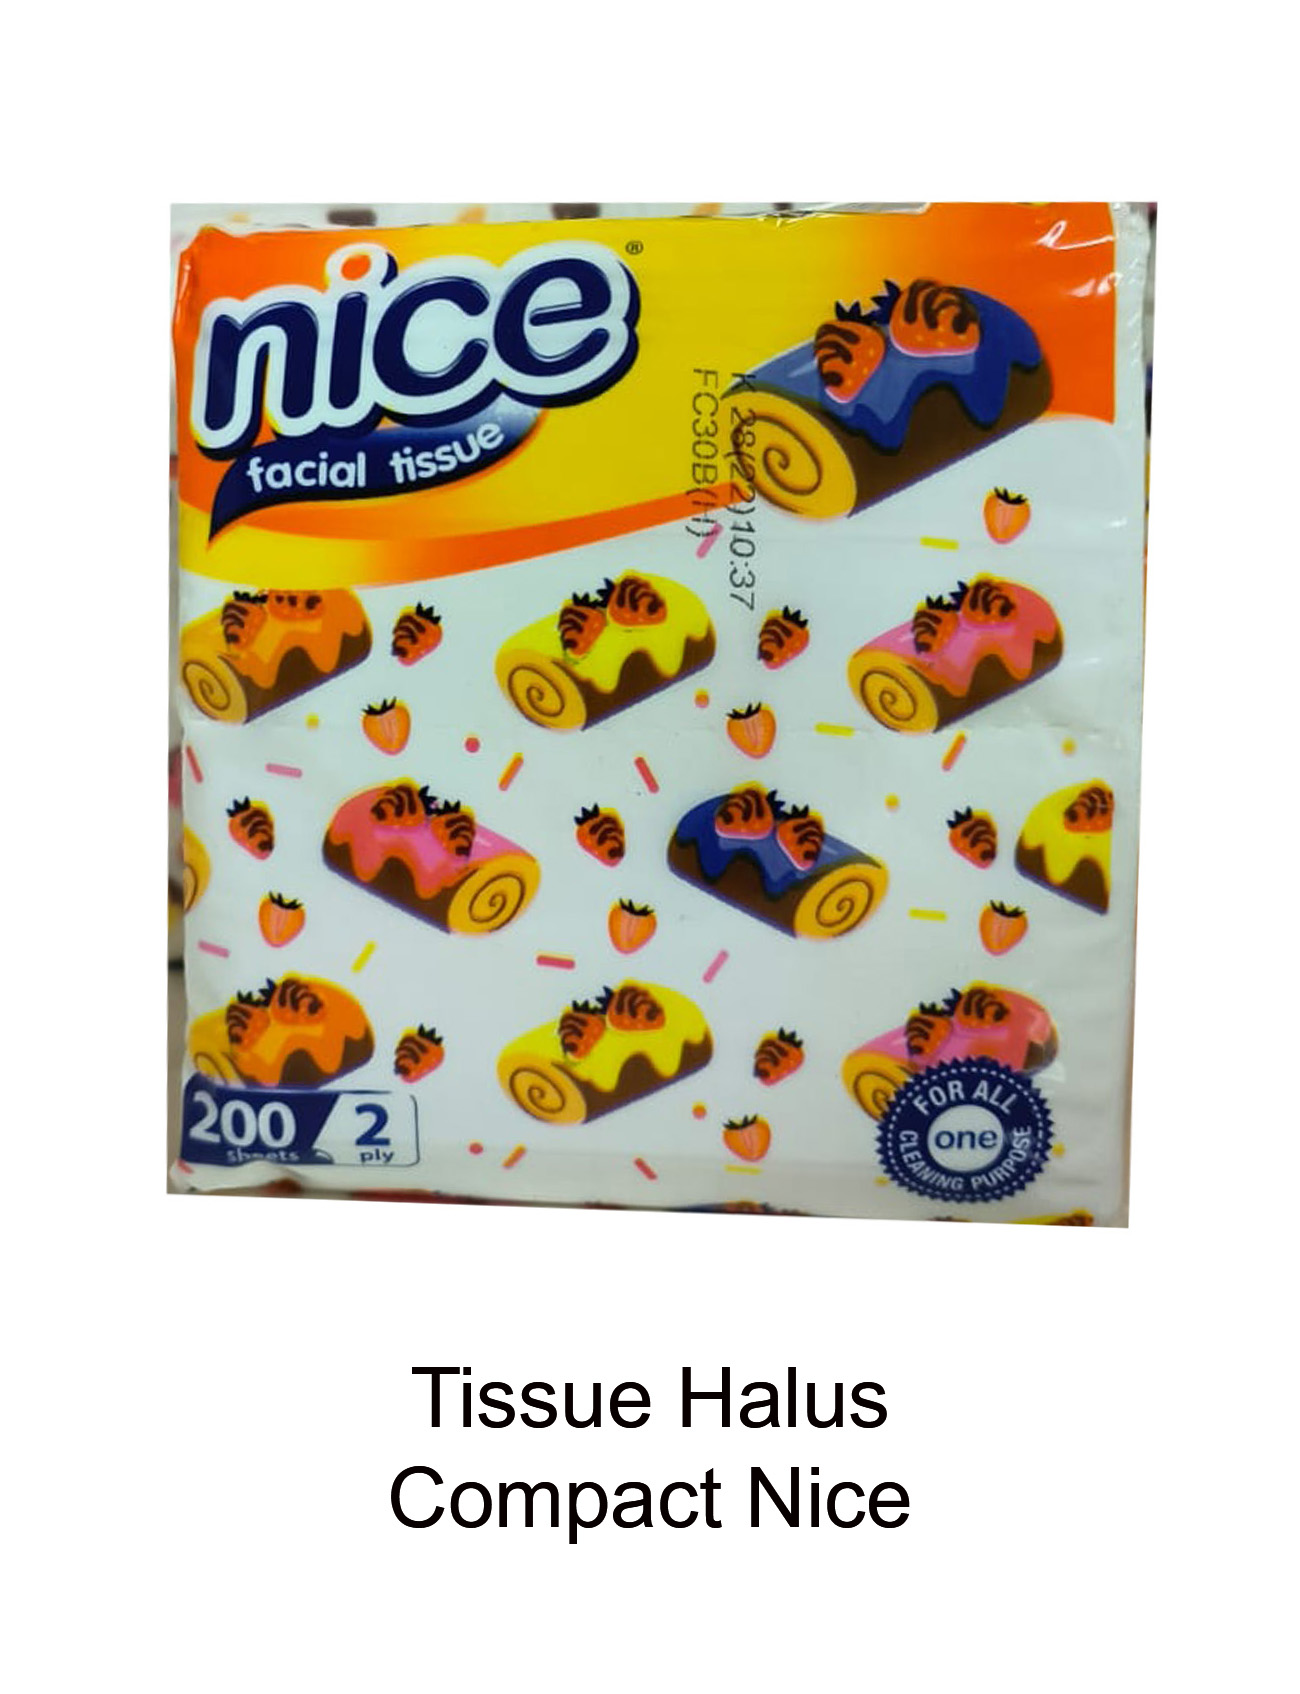 nice®
facial tissue
K 28(22)10:37
FC30B(H)
200
sheets
2
ply
FOR ALL
one
CLEANING PURPOSE
Tissue Halus
Compact Nice